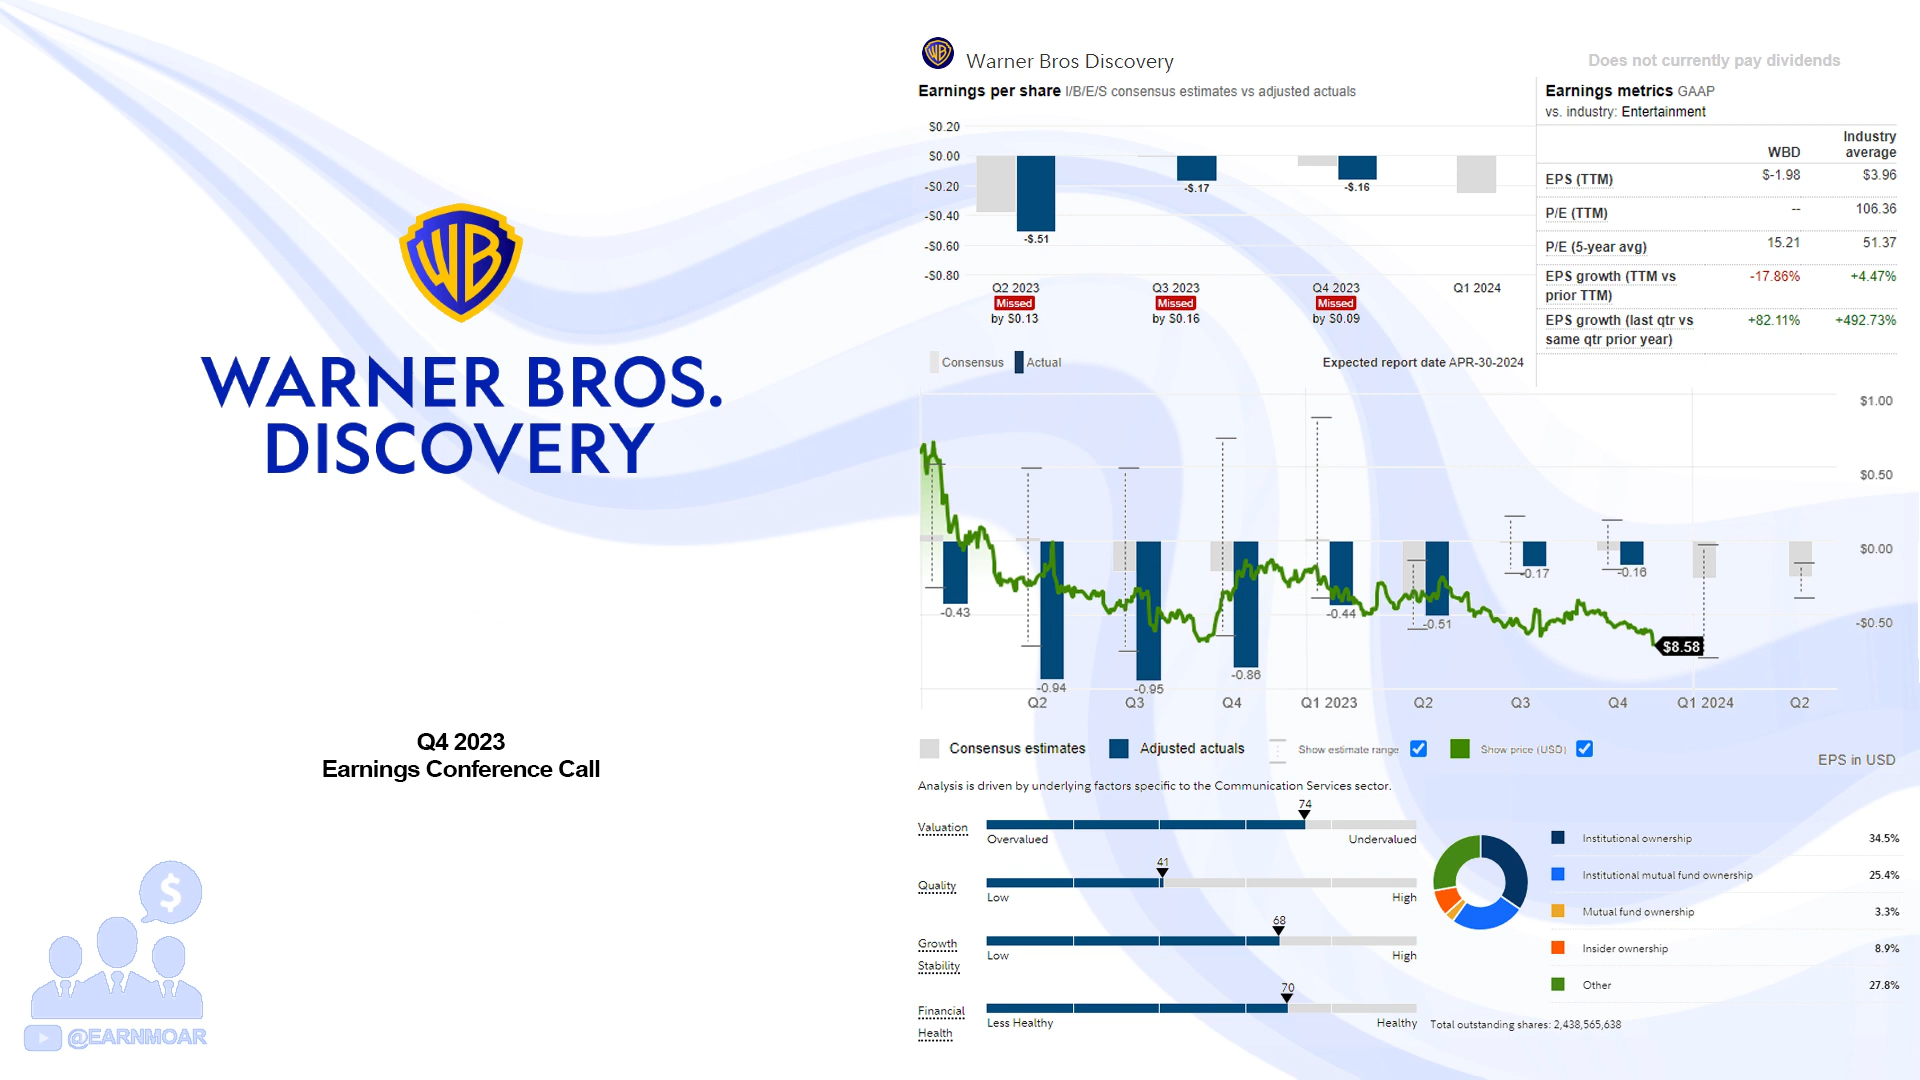 WB
WARNER BROS.
DISCOVERY
Q4 2023
Earnings Conference Call
$
@EARNMOAR
WB
Warner Bros Discovery
Does not currently pay dividends
Earnings per share I/B/E/S consensus estimates vs adjusted actuals
$0.20
$0.00
-$0.20
-$0.40
-$0.60
-$0.80
-$.51
-$.17
-$.16
Q2 2023
Missed
by $0.13
Q3 2023
Missed
by $0.16
Q4 2023
Missed
by $0.09
Q1 2024
Consensus Actual
Expected report date APR-30-2024
Earnings metrics GAAP
vs. industry: Entertainment
WBD Industry average
EPS (TTM) $-1.98 $3.96
P/E (TTM) -- 106.36
P/E (5-year avg) 15.21 51.37
EPS growth (TTM vs prior TTM) -17.86% +4.47%
EPS growth (last qtr vs same qtr prior year) +82.11% +492.73%
$1.00
$0.50
$0.00
-$0.50
-0.43
-0.94
-0.95
-0.86
-0.44
-0.51
-0.17
-0.16
$8.58
Q2 Q3 Q4 Q1 2023 Q2 Q3 Q4 Q1 2024 Q2
Consensus estimates Adjusted actuals Show estimate range Show price (USD)
EPS in USD
Analysis is driven by underlying factors specific to the Communication Services sector.
Valuation 74
Overvalued Undervalued
Quality 41
Low High
Growth Stability 68
Low High
Financial Health 70
Less Healthy Healthy
Institutional ownership 34.5%
Institutional mutual fund ownership 25.4%
Mutual fund ownership 3.3%
Insider ownership 8.9%
Other 27.8%
Total outstanding shares: 2,438,565,638